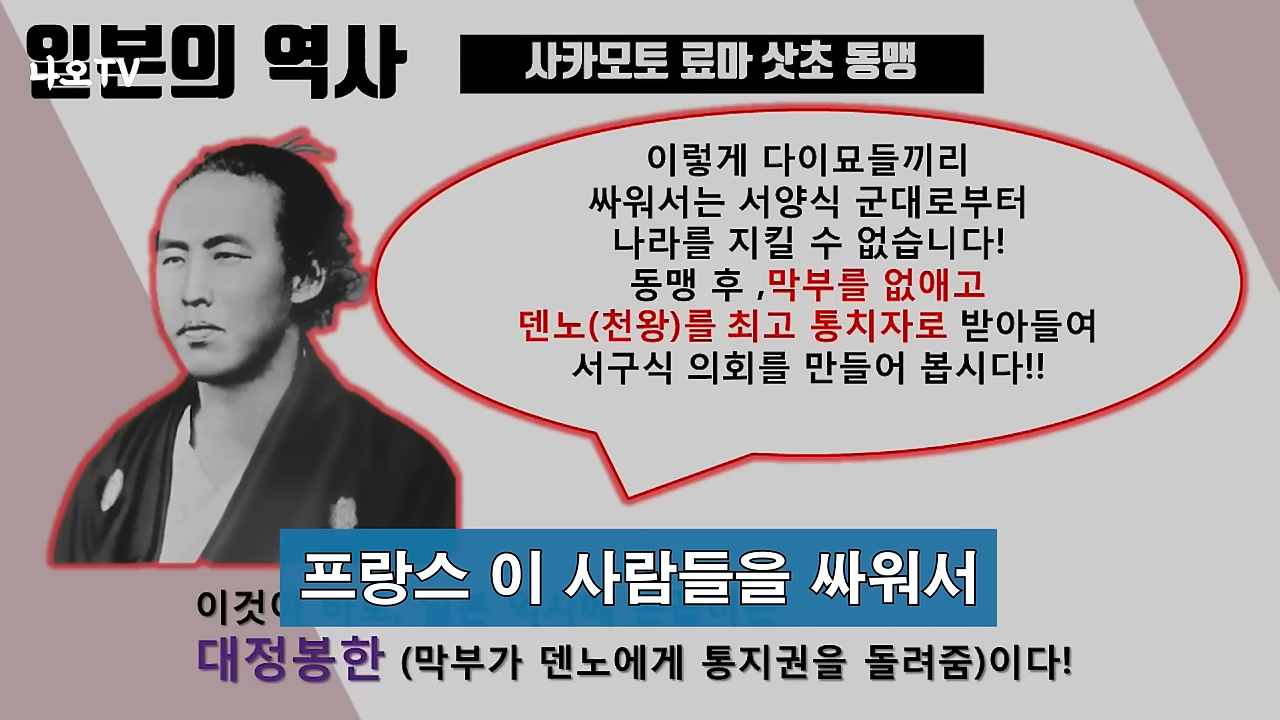 일본의 역사
나오TV
사카모토 료마 삿초 동맹
이렇게 다이묘들끼리
싸워서는 서양식 군대로부터
나라를 지킬 수 없습니다!
동맹 후 ,막부를 없애고
덴노(천왕)를 최고 통치자로 받아들여
서구식 의회를 만들어 봅시다!!
프랑스 이 사람들을 싸워서
이것이
대정봉한 (막부가 덴노에게 통지권을 돌려줌)이다!